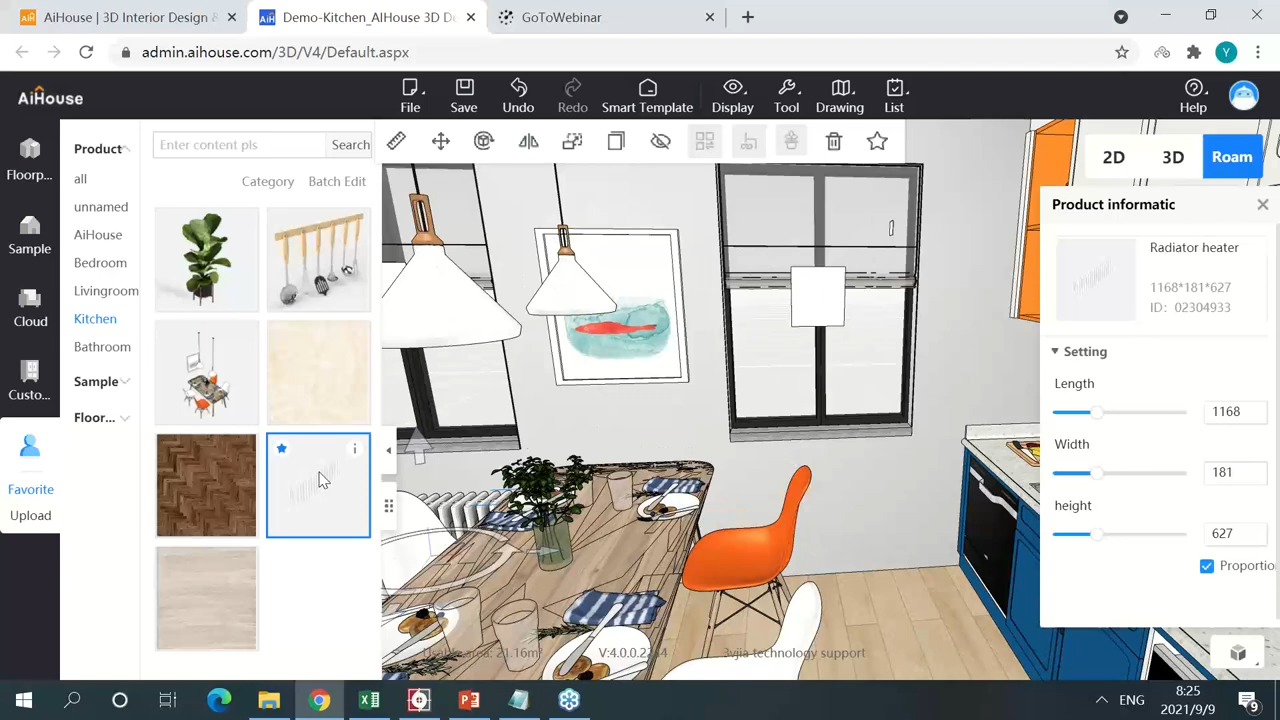 AiHouse | 3D Interior Design &
Demo-Kitchen_AIHouse 3D De
GoToWebinar
admin.aihouse.com/3D/V4/Default.aspx
Y
AiHouse
File
Save
Undo
Redo
Smart Template
Display
Tool
Drawing
List
Help
Floorp...
Sample
Cloud
Custo...
Favorite
Upload
Product
all
unnamed
AiHouse
Bedroom
Livingroom
Kitchen
Bathroom
Sample
Floor...
Enter content pls
Search
Category
Batch Edit
2D
3D
Roam
Product informatic
Radiator heater
1168*181*627
ID: 02304933
Setting
Length
1168
Width
181
height
627
Proportio
21.16m²
3vjia technology support
ENG
8:25
2021/9/9
9